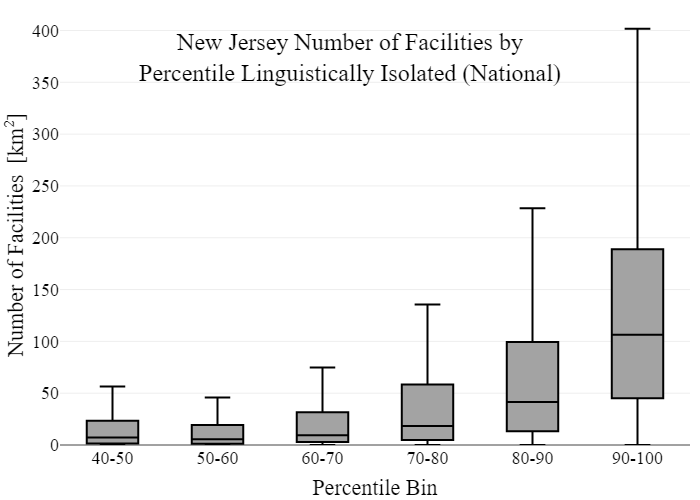 New Jersey Number of Facilities by
Percentile Linguistically Isolated (National)
Number of Facilities [km²]
400
350
300
250
200
150
100
50
0
40-50 50-60 60-70 70-80 80-90 90-100
Percentile Bin